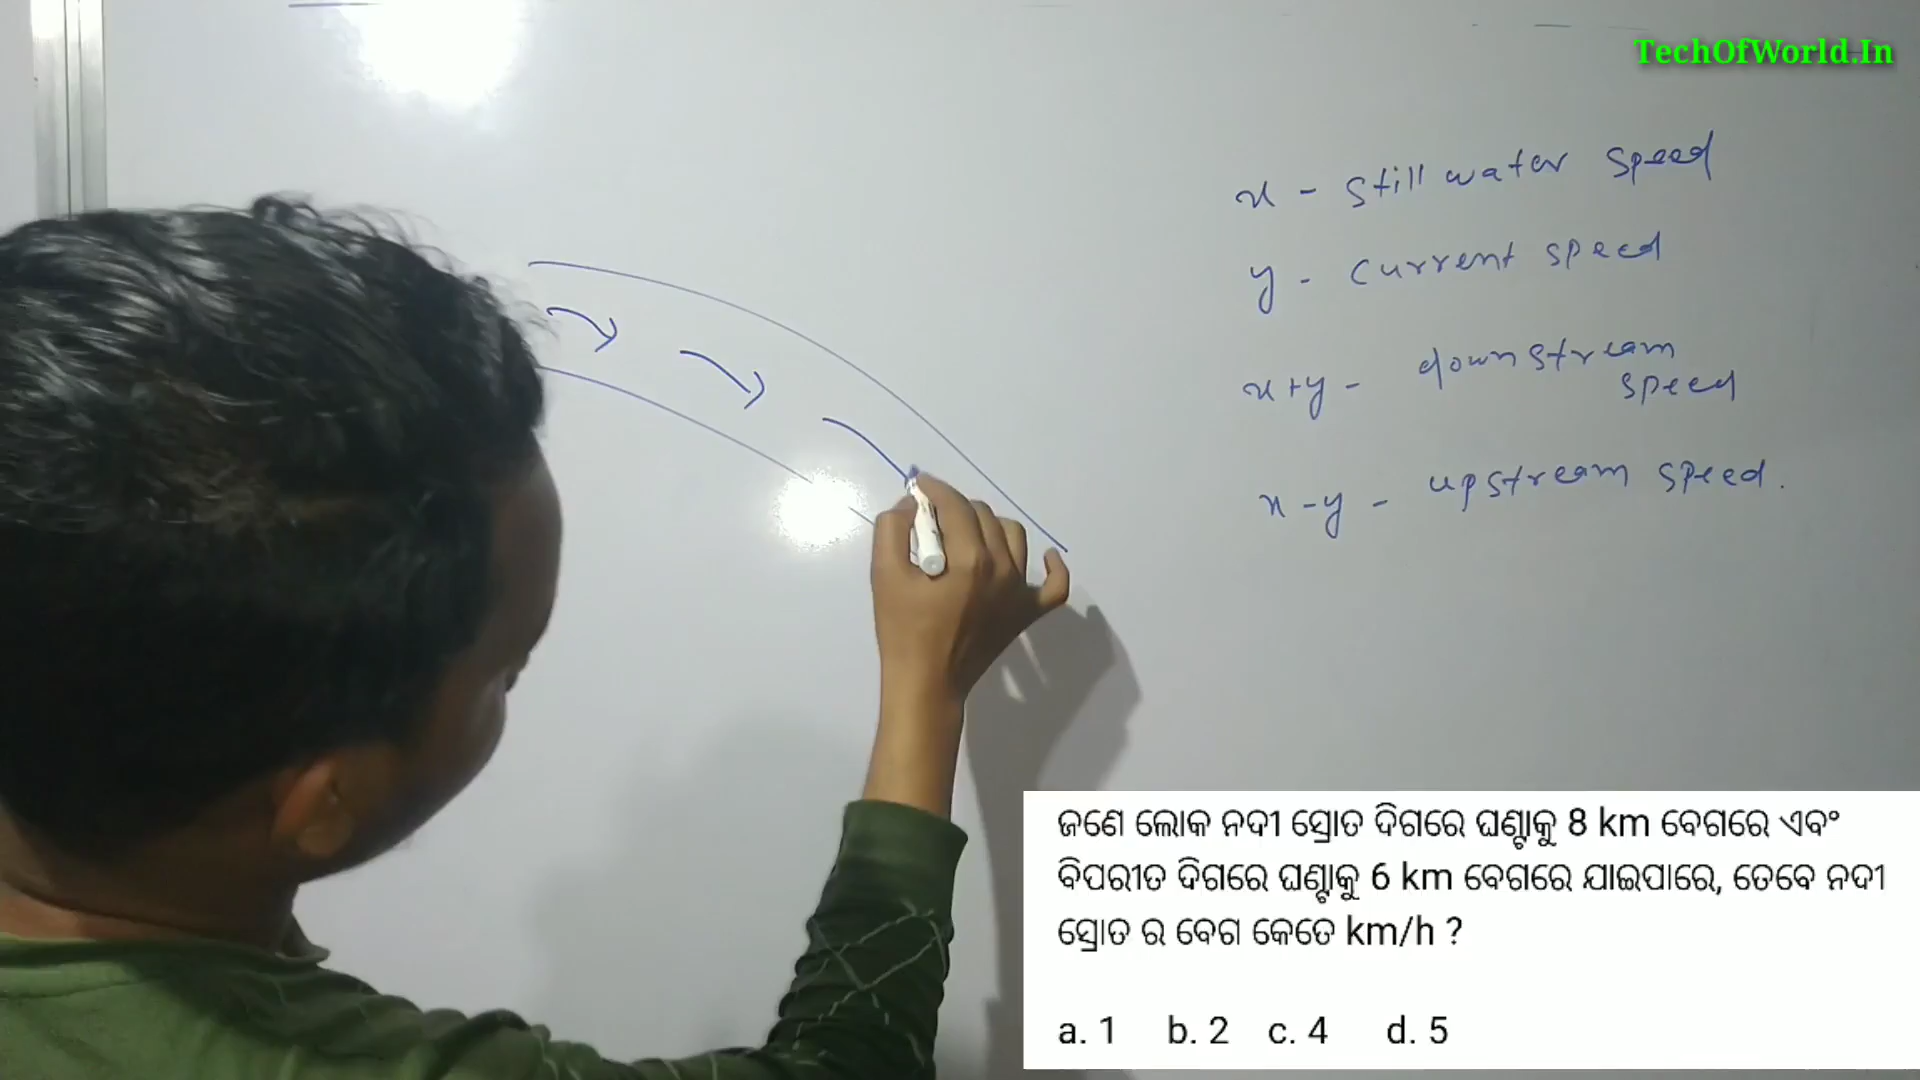 TechOfWorld.In
x - still water speed
y - current speed
x+y - downstream
speed
x-y - upstream speed.
ଜଣେ ଲୋକ ନଦୀ ସ୍ରୋତ ଦିଗରେ ଘଣ୍ଟାକୁ 8 km ବେଗରେ ଏବଂ
ବିପରୀତ ଦିଗରେ ଘଣ୍ଟାକୁ 6 km ବେଗରେ ଯାଇପାରେ, ତେବେ ନଦୀ
ସ୍ରୋତ ର ବେଗ କେତେ km/h ?
a. 1 b. 2 c. 4 d. 5